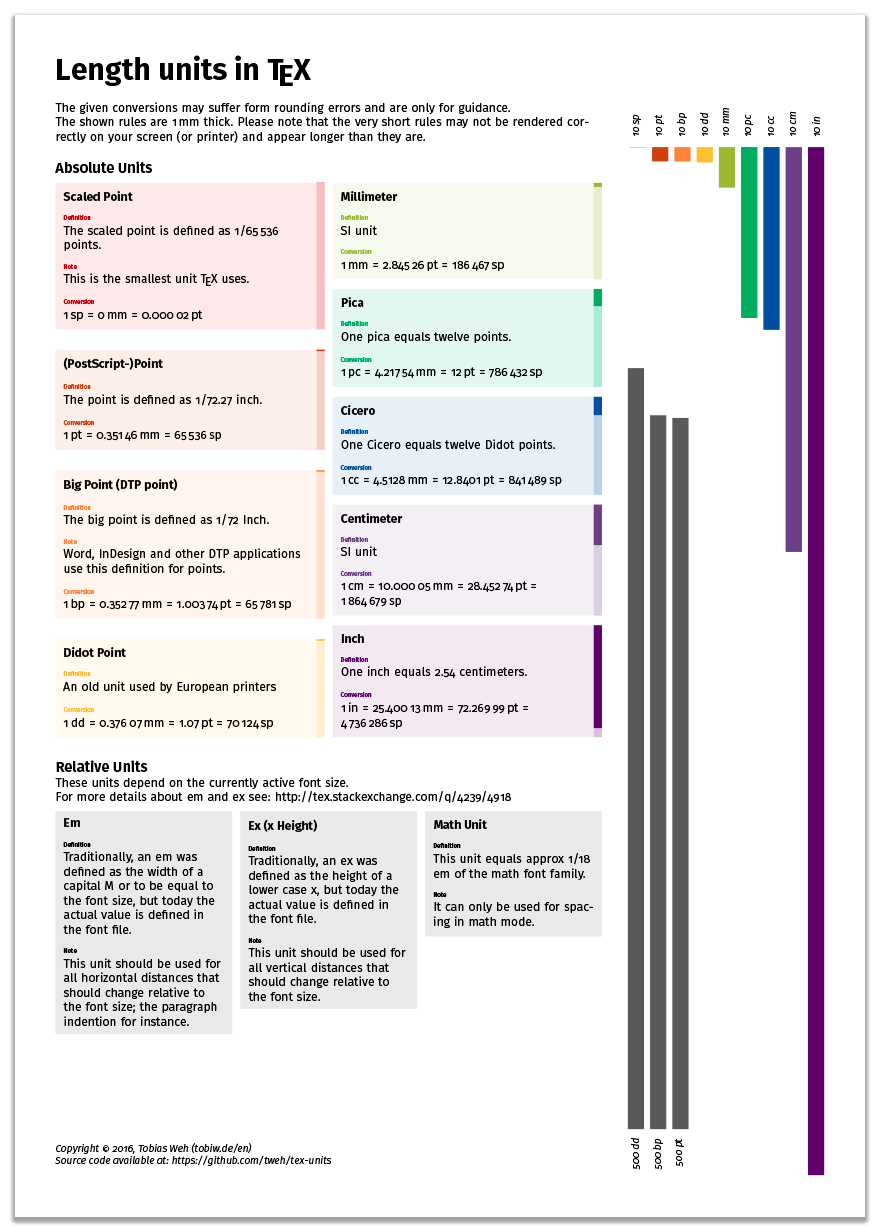 Length units in TEX
The given conversions may suffer form rounding errors and are only for guidance.
The shown rules are 1 mm thick. Please note that the very short rules may not be rendered cor-
rectly on your screen (or printer) and appear longer than they are.
Absolute Units
Scaled Point
Definition
The scaled point is defined as 1/65 536
points.
Note
This is the smallest unit TEX uses.
Conversion
1 sp = 0 mm = 0.000 02 pt
(PostScript-)Point
Definition
The point is defined as 1/72.27 inch.
Conversion
1 pt = 0.351 46 mm = 65 536 sp
Big Point (DTP point)
Definition
The big point is defined as 1/72 Inch.
Note
Word, InDesign and other DTP applications
use this definition for points.
Conversion
1 bp = 0.352 77 mm = 1.003 74 pt = 65 781 sp
Didot Point
Definition
An old unit used by European printers
Conversion
1 dd = 0.376 07 mm = 1.07 pt = 70 124 sp
Millimeter
Definition
SI unit
Conversion
1 mm = 2.845 26 pt = 186 467 sp
Pica
Definition
One pica equals twelve points.
Conversion
1 pc = 4.217 54 mm = 12 pt = 786 432 sp
Cicero
Definition
One Cicero equals twelve Didot points.
Conversion
1 cc = 4.5128 mm = 12.8401 pt = 841 489 sp
Centimeter
Definition
SI unit
Conversion
1 cm = 10.000 05 mm = 28.452 74 pt =
1 864 679 sp
Inch
Definition
One inch equals 2.54 centimeters.
Conversion
1 in = 25.400 13 mm = 72.269 99 pt =
4 736 286 sp
Relative Units
These units depend on the currently active font size.
For more details about em and ex see: http://tex.stackexchange.com/q/4239/4918
Em
Definition
Traditionally, an em was
defined as the width of a
capital M or to be equal to
the font size, but today the
actual value is defined in
the font file.
Note
This unit should be used for
all horizontal distances that
should change relative to
the font size; the paragraph
indention for instance.
Ex (x Height)
Definition
Traditionally, an ex was
defined as the height of a
lower case x, but today the
actual value is defined in
the font file.
Note
This unit should be used for
all vertical distances that
should change relative to
the font size.
Math Unit
Definition
This unit equals approx 1/18
em of the math font family.
Note
It can only be used for spac-
ing in math mode.
10 sp
10 pt
10 bp
10 dd
10 mm
10 pc
10 cc
10 cm
10 in
500 dd
500 bp
500 pt
Copyright © 2016, Tobias Weh (tobiw.de/en)
Source code available at: https://github.com/tweh/tex-units